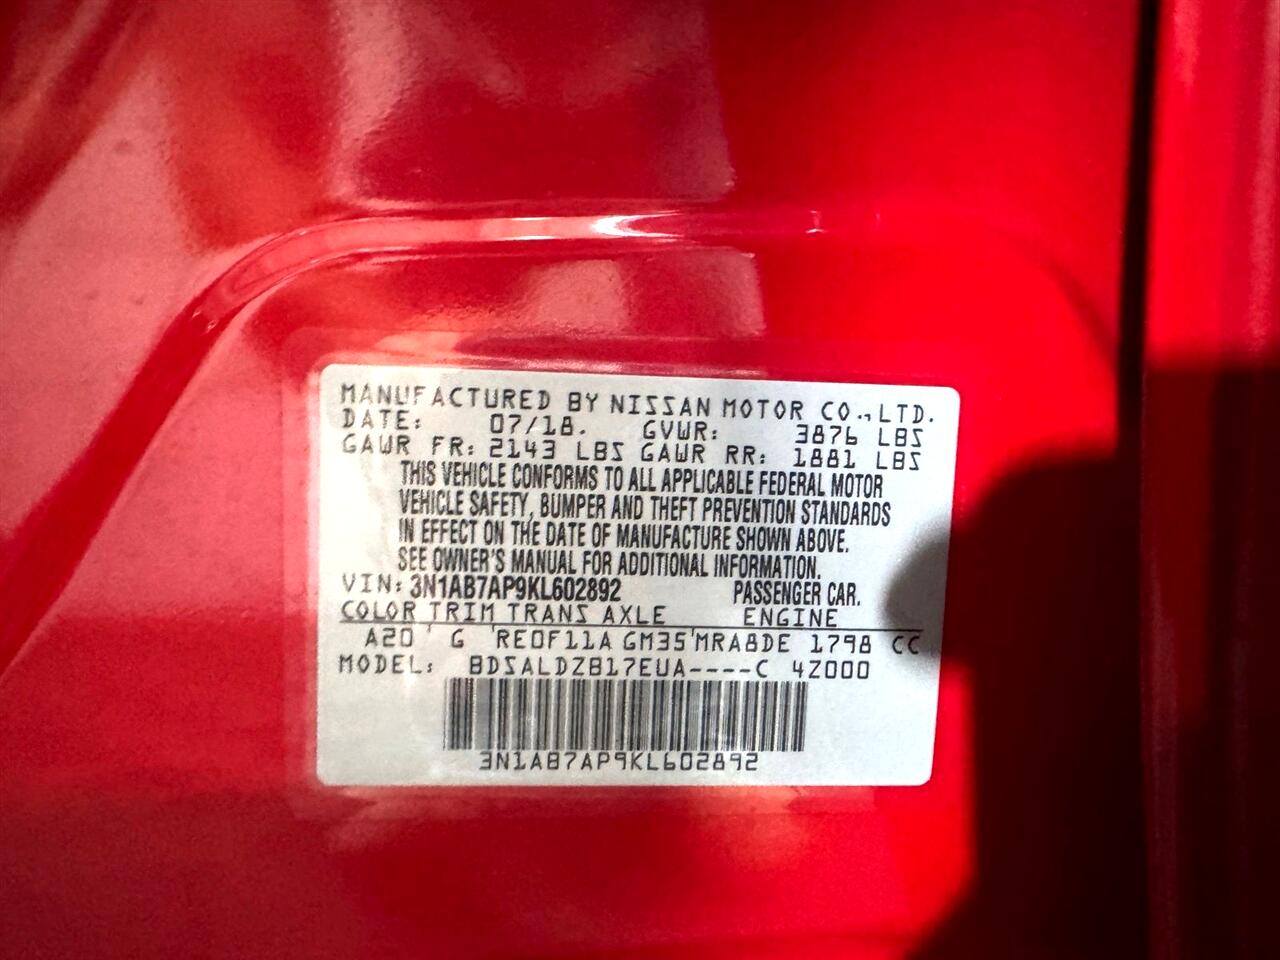 MANUFACTURED BY NISSAN MOTOR CO., LTD.
DATE: 07/18. GVWR: 3876 LBS
GAWR FR: 2143 LBS GAWR RR: 1881 LBS
THIS VEHICLE CONFORMS TO ALL APPLICABLE FEDERAL MOTOR
VEHICLE SAFETY, BUMPER AND THEFT PREVENTION STANDARDS
IN EFFECT ON THE DATE OF MANUFACTURE SHOWN ABOVE.
SEE OWNER'S MANUAL FOR ADDITIONAL INFORMATION.
VIN: 3N1AB7AP9KL602892 PASSENGER CAR.
COLOR TRIM TRANS AXLE ENGINE
A20 ' G 'RE0F11A GM35'MRA8DE 1798 CC
MODEL: BDSALDZB17EUA----C 4Z000
3N1AB7AP9KL602892